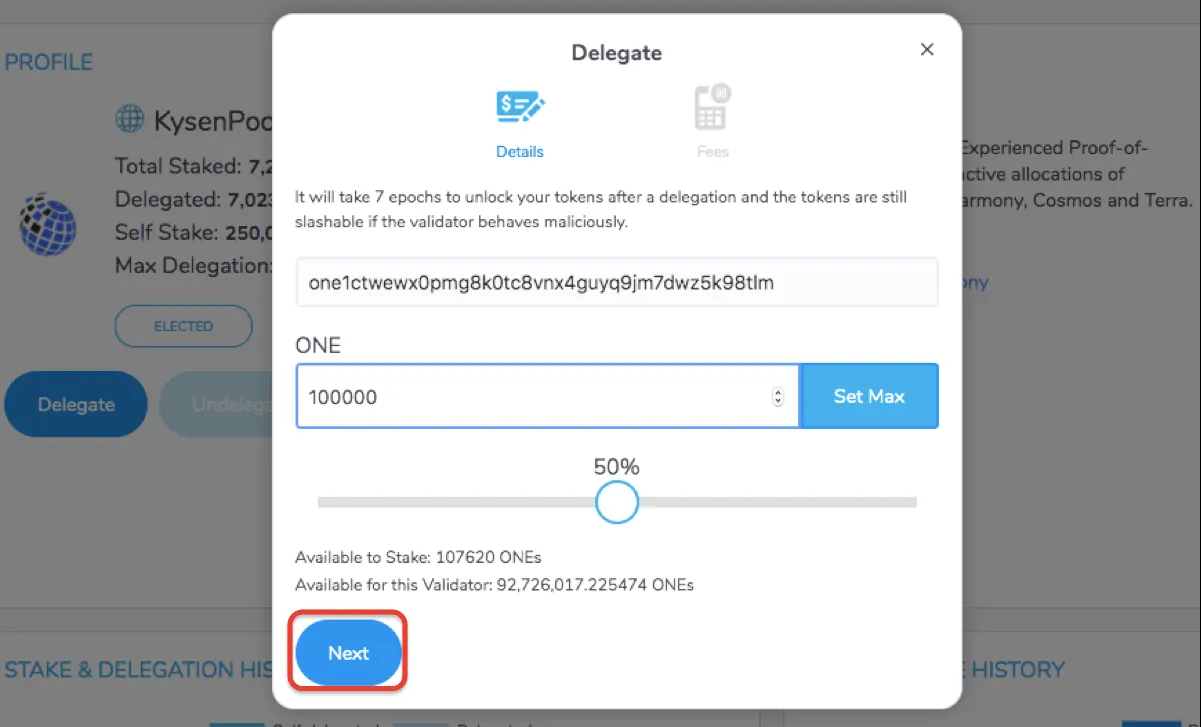 Delegate
Details
Fees
It will take 7 epochs to unlock your tokens after a delegation and the tokens are still
slashable if the validator behaves maliciously.
one1ctwewx0pmg8k0tc8vnx4guyq9jm7dwz5k98tlm
ONE
100000
Set Max
50%
Available to Stake: 107620 ONEs
Available for this Validator: 92,726,017.225474 ONEs
Next
PROFILE
KysenPoo
Total Staked: 7,2
Delegated: 7,023
Self Stake: 250,0
Max Delegation:
ELECTED
Delegate
Undelega
Experienced Proof-of-
active allocations of
armony, Cosmos and Terra.
ony
STAKE & DELEGATION HIS
HISTORY